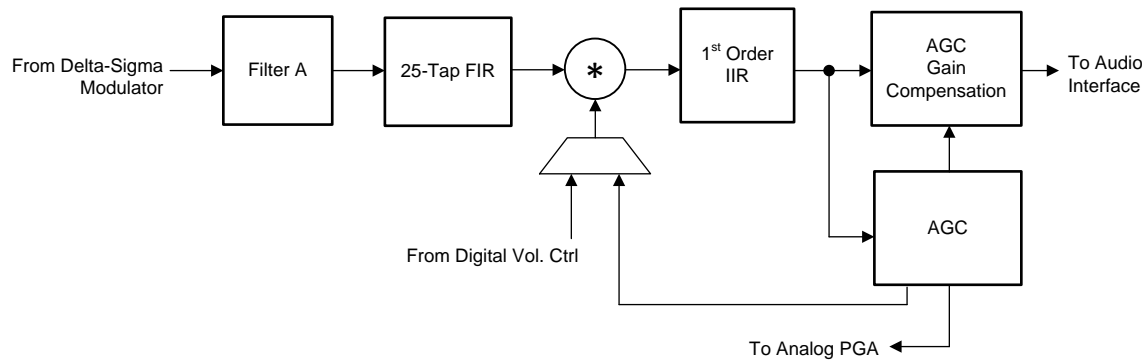 From Delta-Sigma
Modulator
Filter A
25-Tap FIR
*
1st Order
IIR
AGC
Gain
Compensation
To Audio
Interface
From Digital Vol. Ctrl
AGC
To Analog PGA